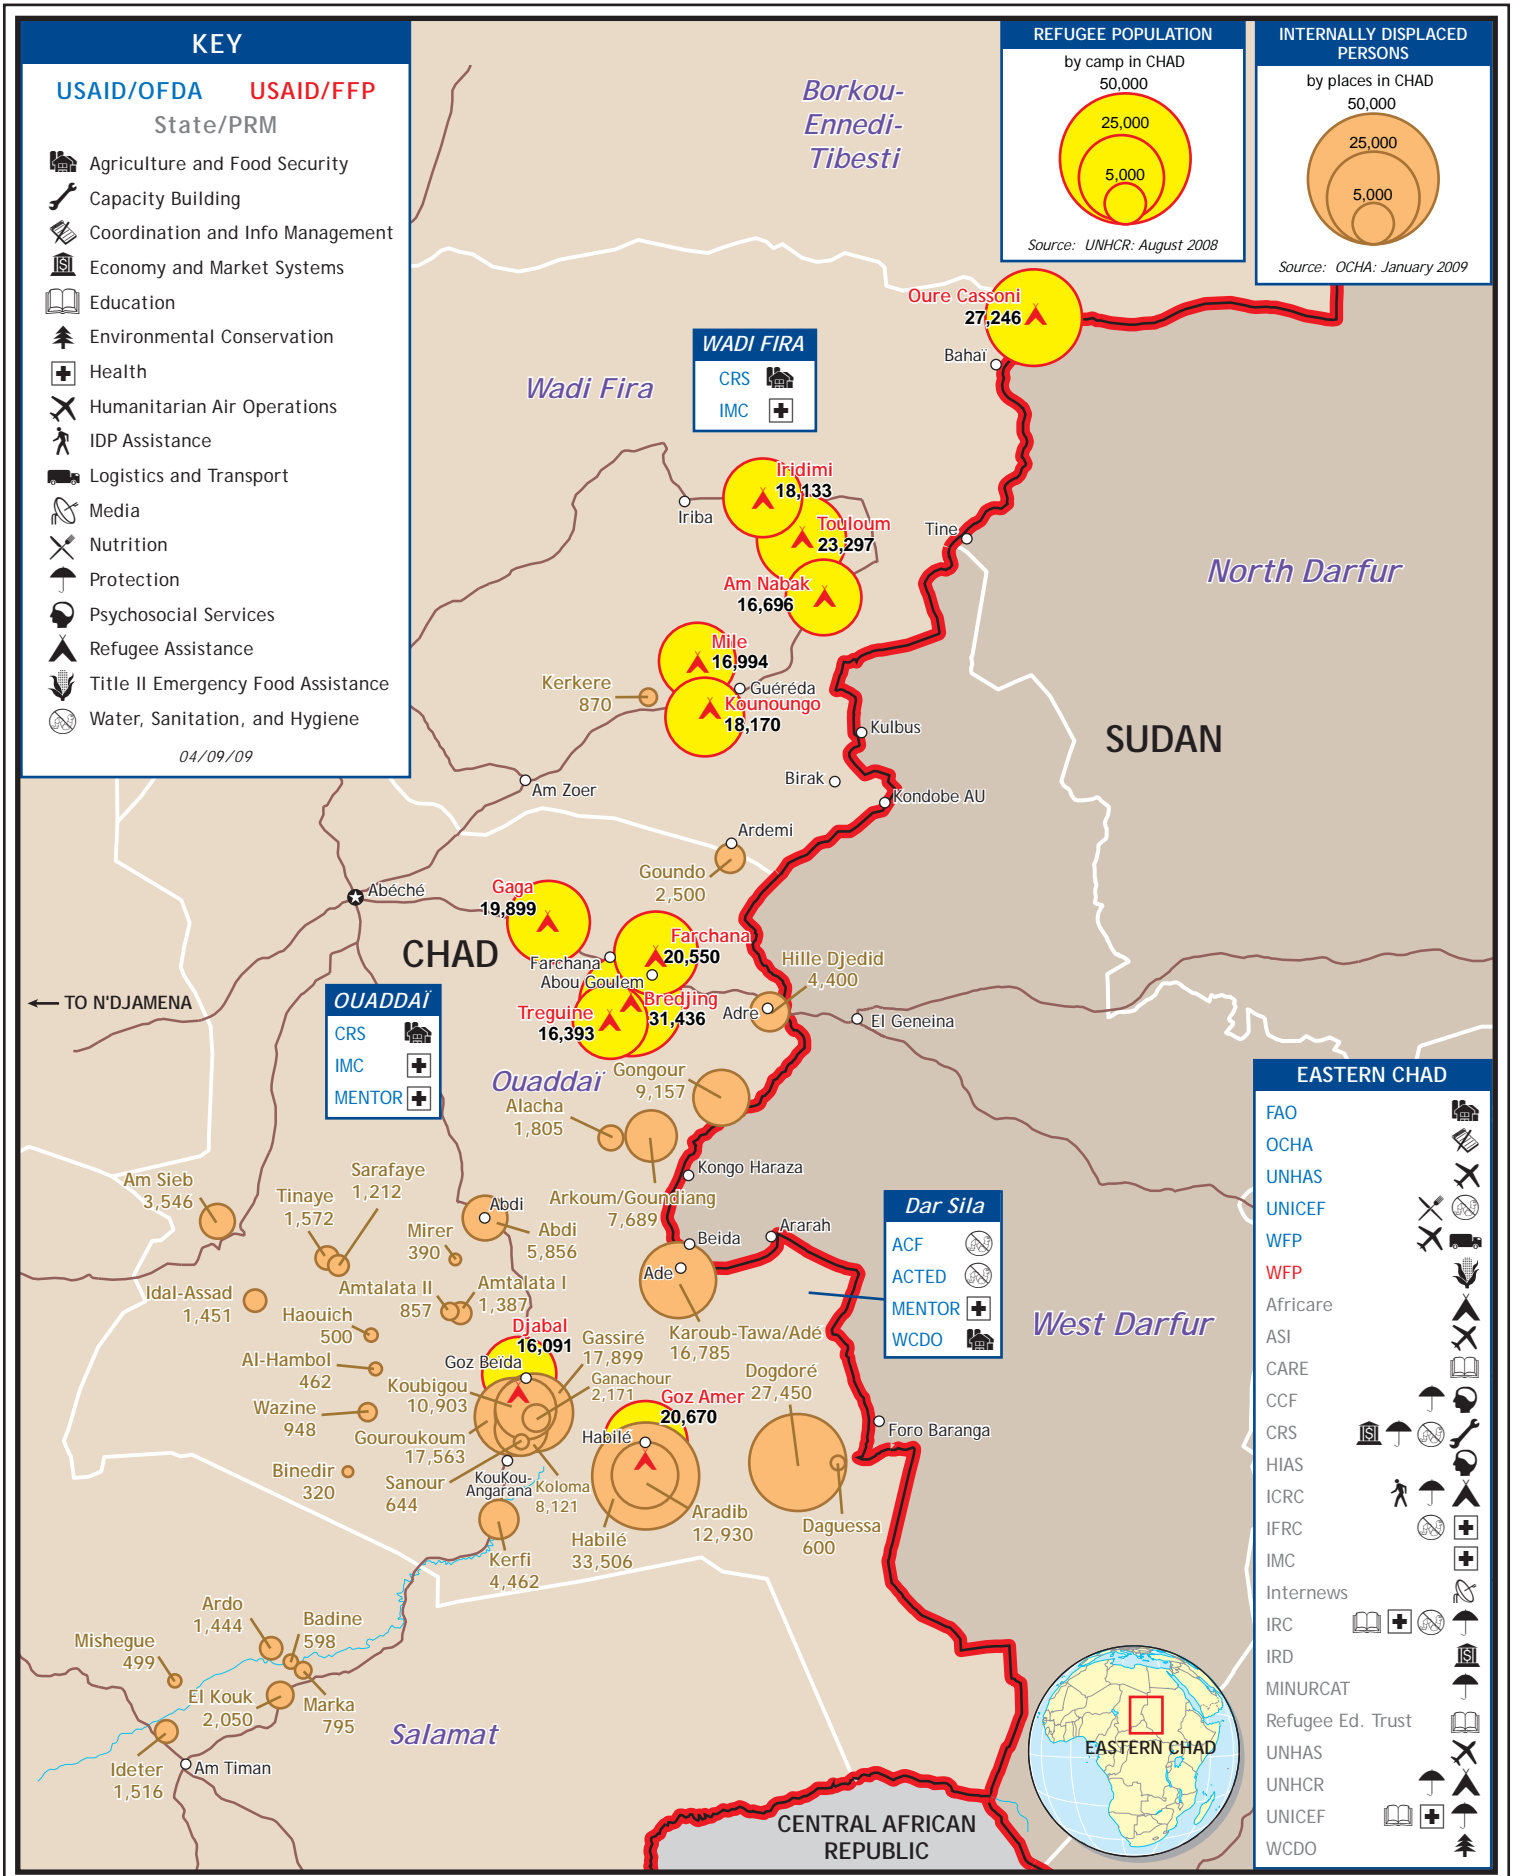 KEY
USAID/OFDA USAID/FFP
State/PRM
Agriculture and Food Security
Capacity Building
Coordination and Info Management
Economy and Market Systems
Education
Environmental Conservation
Health
Humanitarian Air Operations
IDP Assistance
Logistics and Transport
Media
Nutrition
Protection
Psychosocial Services
Refugee Assistance
Title II Emergency Food Assistance
Water, Sanitation, and Hygiene
04/09/09
REFUGEE POPULATION
by camp in CHAD
50,000
25,000
5,000
Source: UNHCR: August 2008
INTERNALLY DISPLACED
PERSONS
by places in CHAD
50,000
25,000
5,000
Source: OCHA: January 2009
Borkou-
Ennedi-
Tibesti
Oure Cassoni
27,246
Bahaï
WADI FIRA
CRS
IMC
Wadi Fira
Iridimi
18,133
Iriba
Touloum
23,297
Tine
North Darfur
Am Nabak
16,696
Mile
16,994
Kerkere
870
Guéréda
Kounoungo
18,170
Kulbus
SUDAN
Birak
Am Zoer
Kondobe AU
Ardemi
Goundo
2,500
Abéché
Gaga
19,899
CHAD
Farchana
20,550
Farchana
Abou Goulem
Hille Djedid
4,400
TO N'DJAMENA
OUADDAÏ
CRS
IMC
MENTOR
Treguine
16,393
Bredjing
31,436
Adre
El Geneina
Ouaddaï
Gongour
9,157
Alacha
1,805
Arkoum/Goundiang
7,689
Kongo Haraza
Am Sieb
3,546
Sarafaye
1,212
Tinaye
1,572
Abdi
Abdi
5,856
Mirer
390
Beida
Ade
Ararah
Dar Sila
ACF
ACTED
MENTOR
WCDO
Idal-Assad
1,451
Amtalata II
857
Amtalata I
1,387
Haouich
500
Karoub-Tawa/Adé
16,785
West Darfur
Djabal
16,091
Gassiré
17,899
Al-Hambol
462
Goz Beïda
Ganachour
2,171
Dogdoré
27,450
Koubigou
10,903
Goz Amer
20,670
Wazine
948
Gouroukoum
17,563
Habilé
Foro Baranga
Binedir
320
Sanour
644
KouKou-
Angarana
Koloma
8,121
Habilé
33,506
Aradib
12,930
Daguessa
600
Kerfi
4,462
Ardo
1,444
Badine
598
Mishegue
499
El Kouk
2,050
Marka
795
Salamat
Ideter
1,516
Am Timan
CENTRAL AFRICAN
REPUBLIC
EASTERN CHAD
EASTERN CHAD
FAO
OCHA
UNHAS
UNICEF
WFP
WFP
Africare
ASI
CARE
CCF
CRS
HIAS
ICRC
IFRC
IMC
Internews
IRC
IRD
MINURCAT
Refugee Ed. Trust
UNHAS
UNHCR
UNICEF
WCDO